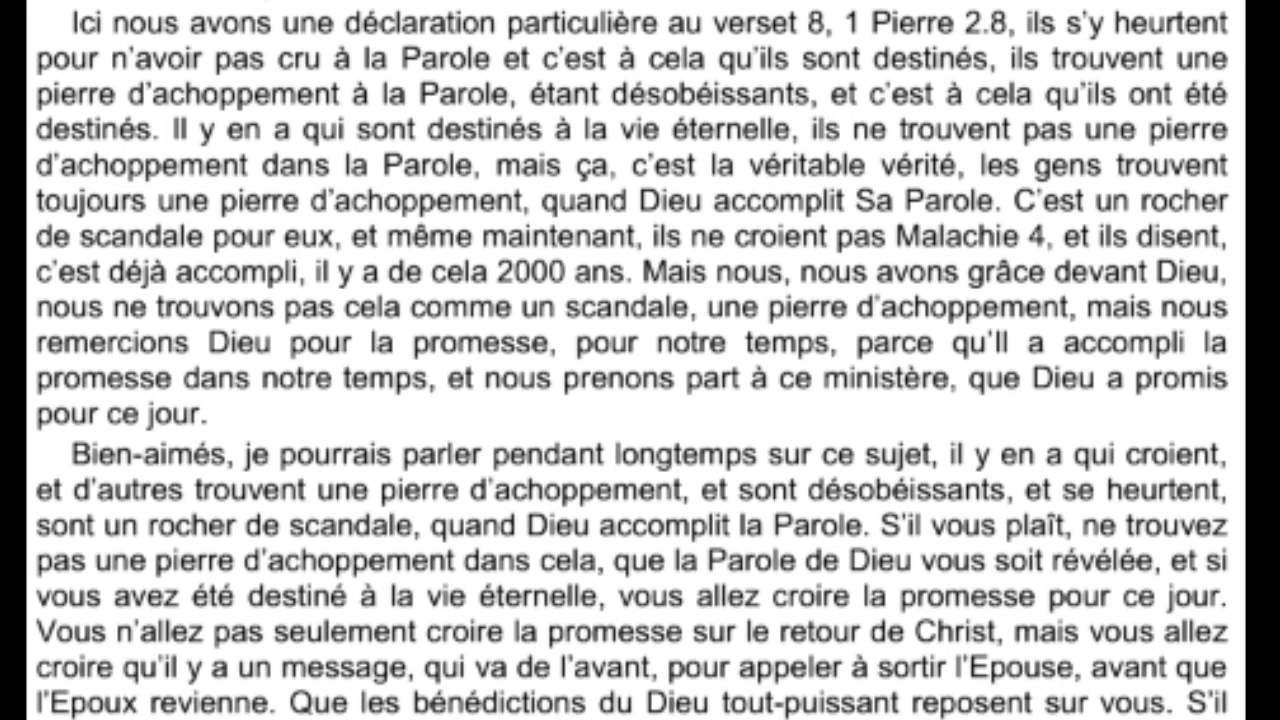 Ici nous avons une déclaration particulière au verset 8, 1 Pierre 2.8, ils s'y heurtent
pour n'avoir pas cru à la Parole et c'est à cela qu'ils sont destinés, ils trouvent une
pierre d'achoppement à la Parole, étant désobéissants, et c'est à cela qu'ils ont été
destinés. Il y en a qui sont destinés à la vie éternelle, ils ne trouvent pas une pierre
d'achoppement dans la Parole, mais ça, c'est la véritable vérité, les gens trouvent
toujours une pierre d'achoppement, quand Dieu accomplit Sa Parole. C'est un rocher
de scandale pour eux, et même maintenant, ils ne croient pas Malachie 4, et ils disent,
c'est déjà accompli, il y a de cela 2000 ans. Mais nous, nous avons grâce devant Dieu,
nous ne trouvons pas cela comme un scandale, une pierre d'achoppement, mais nous
remercions Dieu pour la promesse, pour notre temps, parce qu'Il a accompli la
promesse dans notre temps, et nous prenons part à ce ministère, que Dieu a promis
pour ce jour.
Bien-aimés, je pourrais parler pendant longtemps sur ce sujet, il y en a qui croient,
et d'autres trouvent une pierre d'achoppement, et sont désobéissants, et se heurtent,
sont un rocher de scandale, quand Dieu accomplit la Parole. S'il vous plaît, ne trouvez
pas une pierre d'achoppement dans cela, que la Parole de Dieu vous soit révélée, et si
vous avez été destiné à la vie éternelle, vous allez croire la promesse pour ce jour.
Vous n'allez pas seulement croire la promesse sur le retour de Christ, mais vous allez
croire qu'il y a un message, qui va de l'avant, pour appeler à sortir l'Epouse, avant que
l'Epoux revienne. Que les bénédictions du Dieu tout-puissant reposent sur vous. S'il